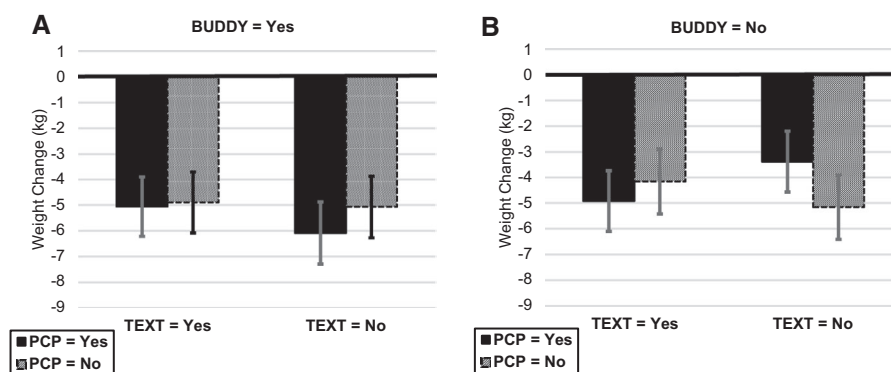 A
BUDDY = Yes
Weight Change (kg)
1
0
-1
-2
-3
-4
-5
-6
-7
-8
-9
TEXT = Yes
TEXT = No
PCP = Yes
PCP = No
B
BUDDY = No
Weight Change (kg)
1
0
-1
-2
-3
-4
-5
-6
-7
-8
-9
TEXT = Yes
TEXT = No
PCP = Yes
PCP = No